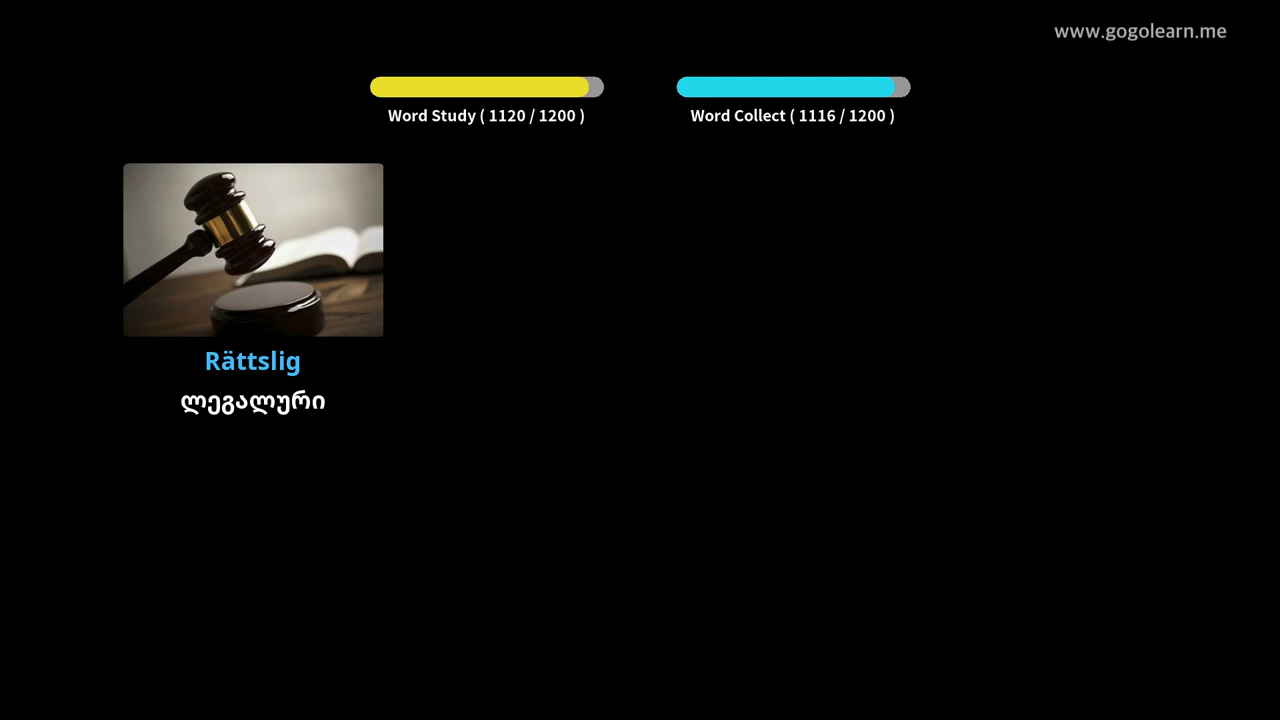 www.gogolearn.me
Word Study ( 1120 / 1200 )
Word Collect ( 1116 / 1200 )
Rättslig
ლეგალური